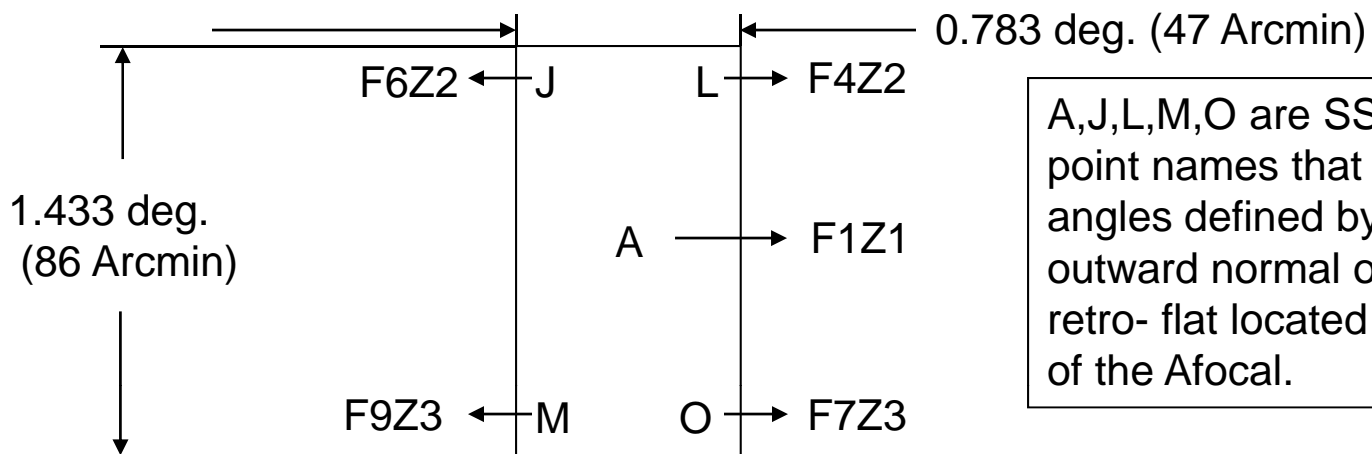 0.783 deg. (47 Arcmin)
F6Z2 J L F4Z2
A,J,L,M,O are
point names that
angles defined by
outward normal
retro- flat located
of the Afocal.
1.433 deg.
(86 Arcmin)
A F1Z1
F9Z3 M O F7Z3